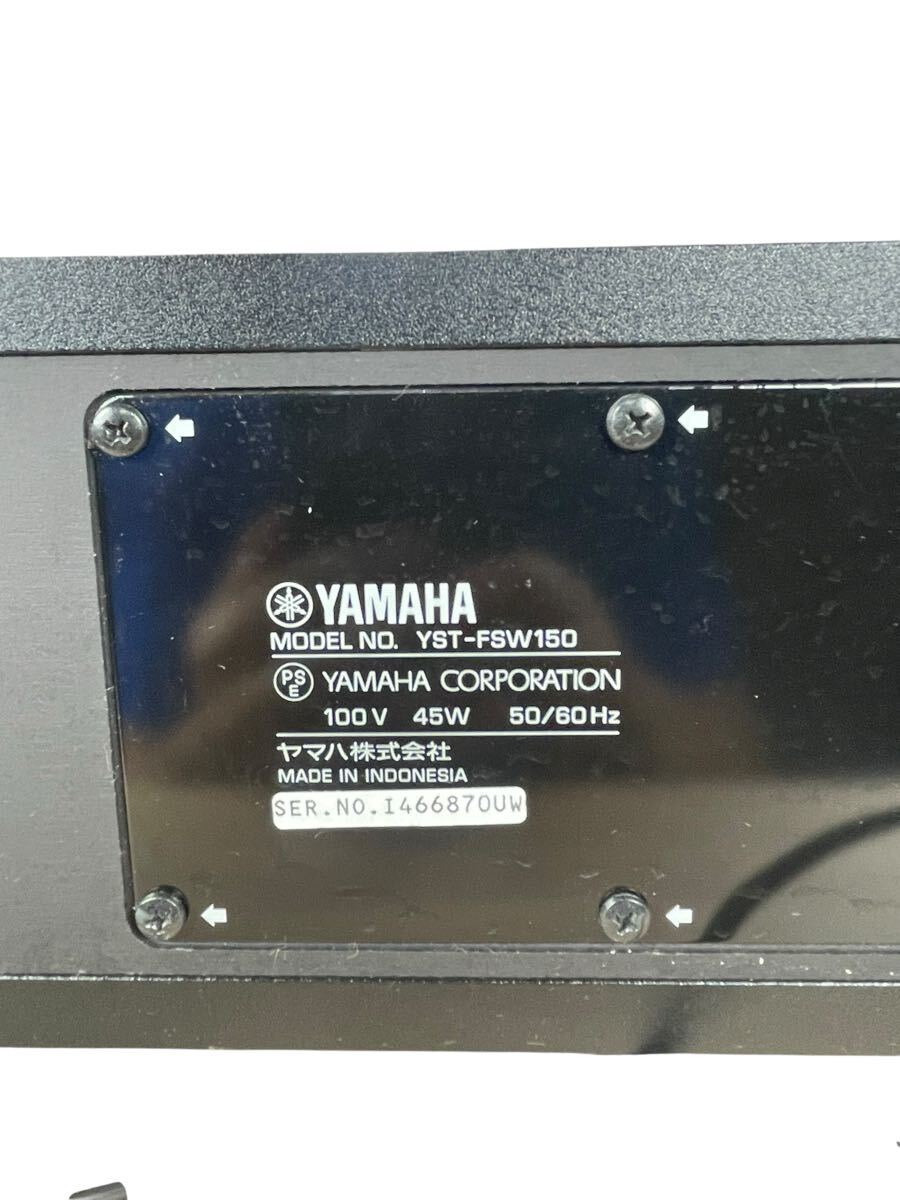 YAMAHA
MODEL NO. YST-FSW150
PSE YAMAHA CORPORATION
100V 45W 50/60Hz
ヤマハ株式会社
MADE IN INDONESIA
SER.NO.I466870UW